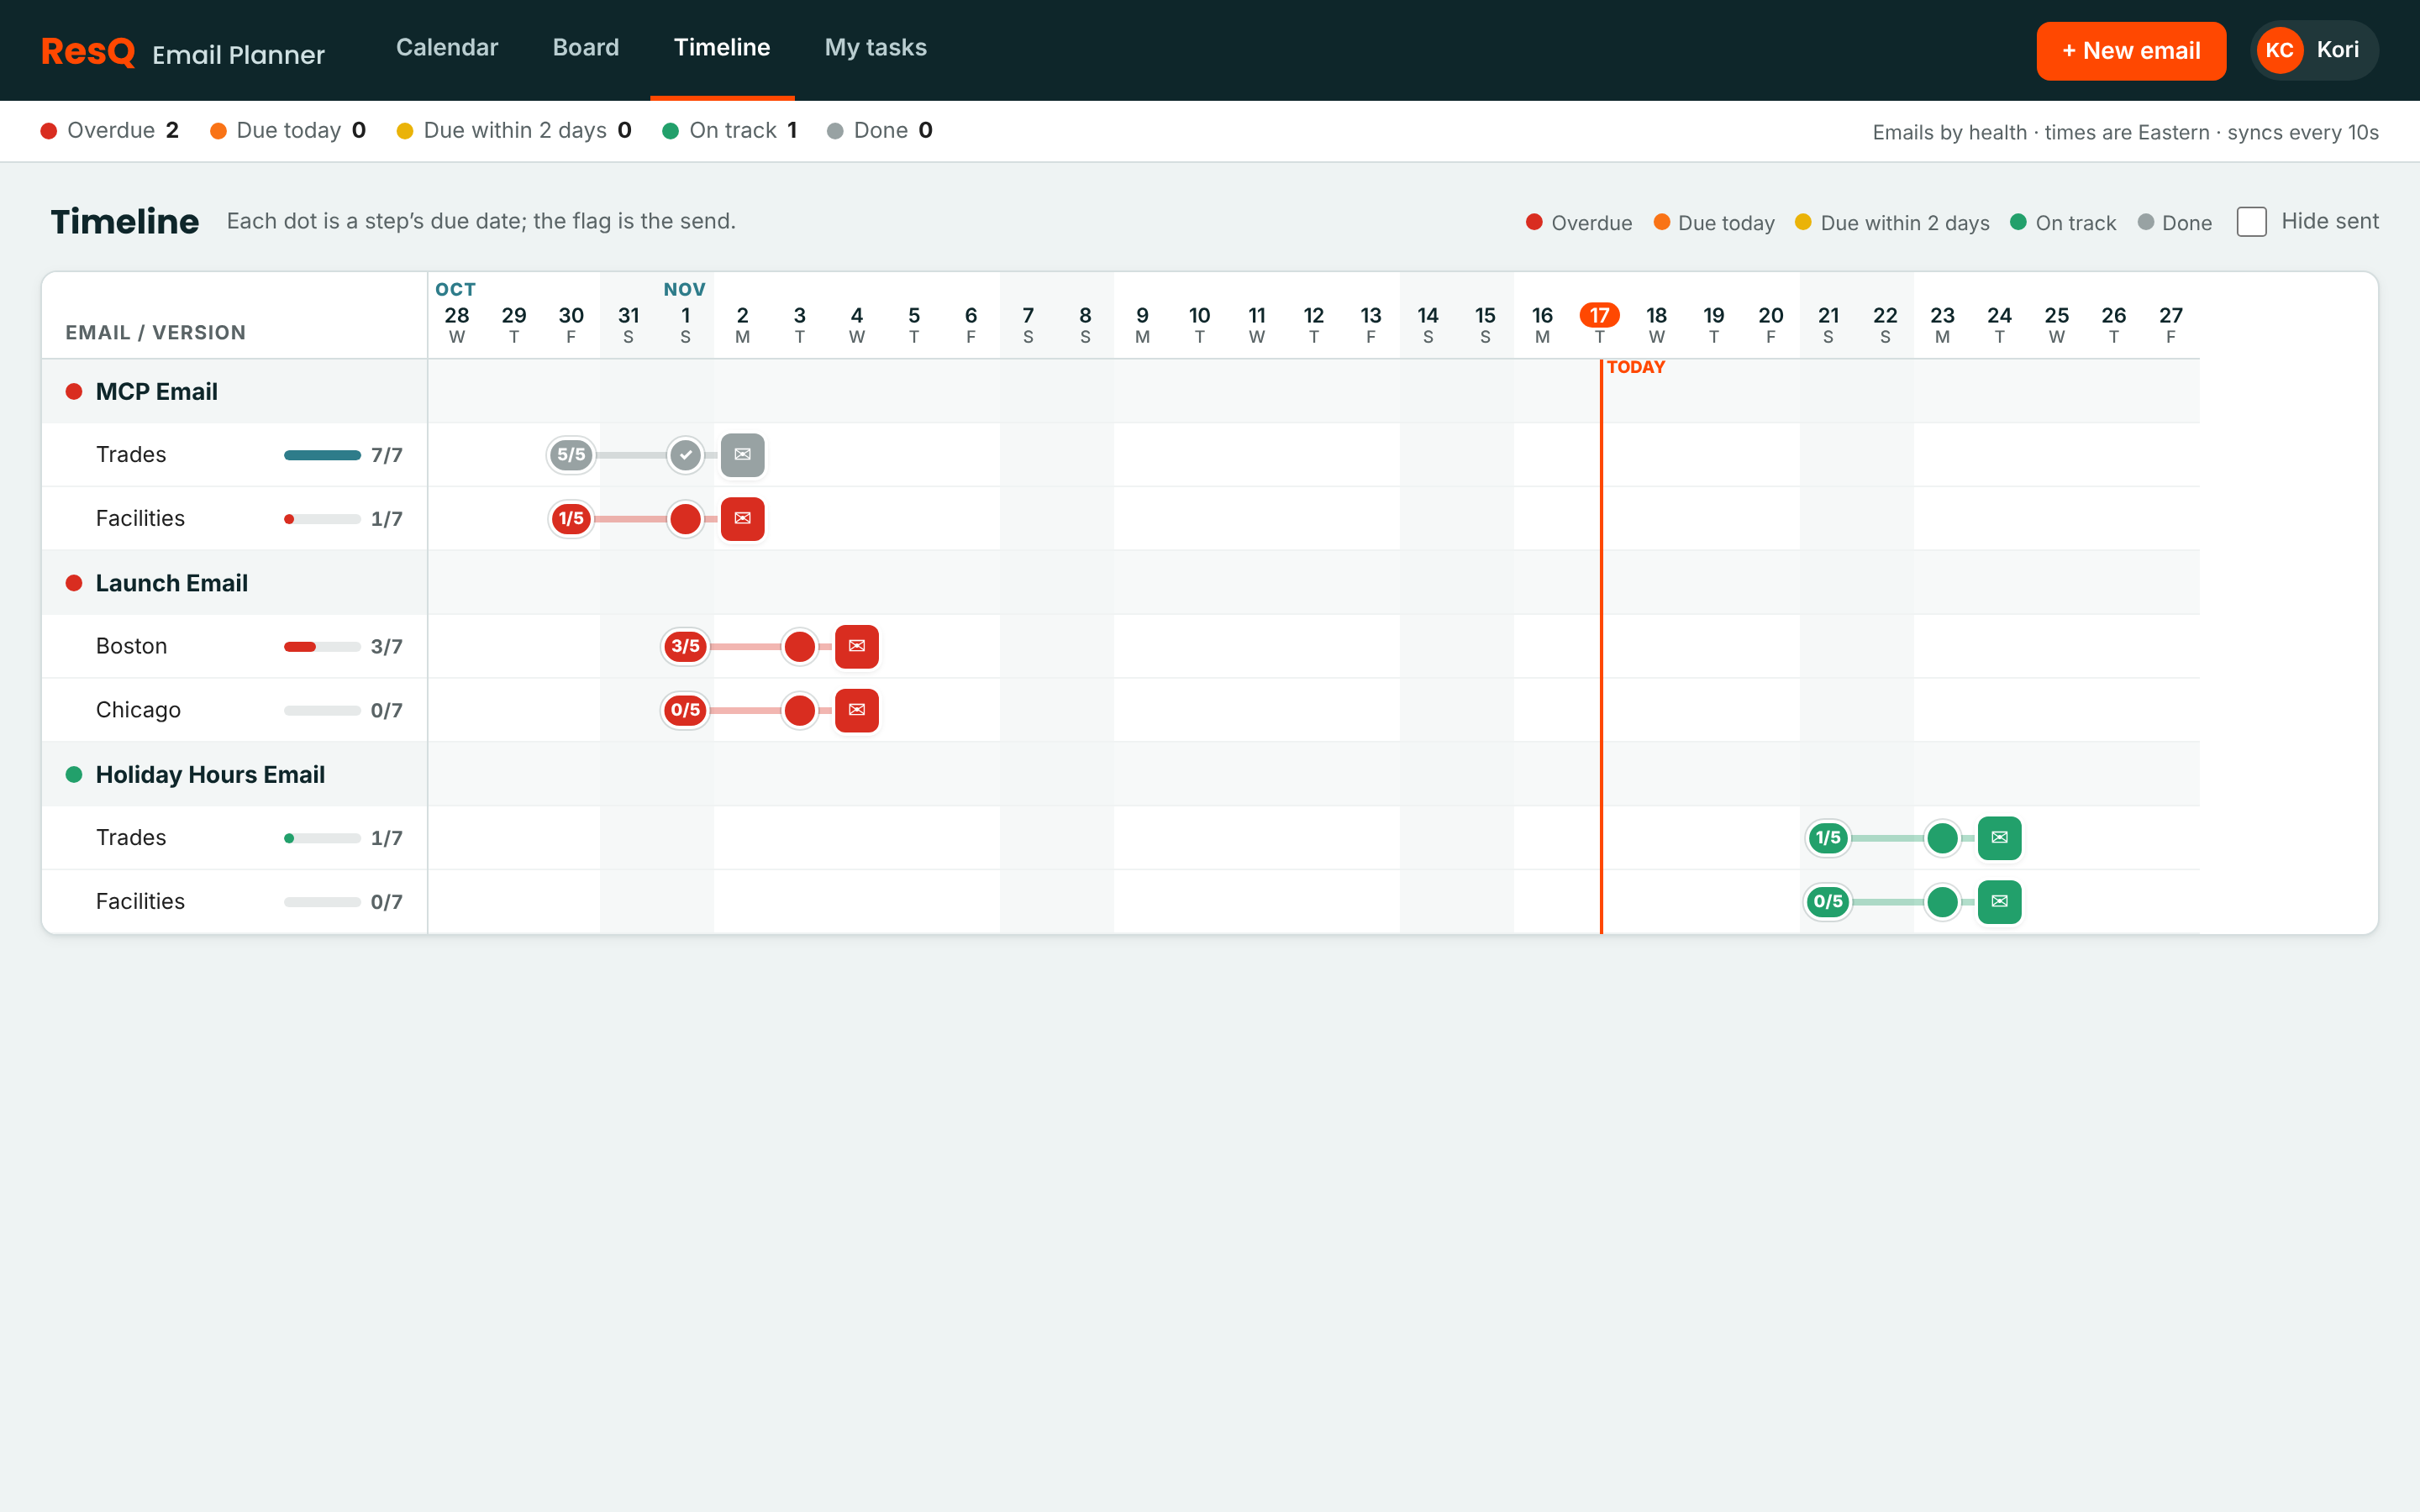 ResQ Email Planner Calendar Board Timeline My tasks + New email KC Kori
Overdue 2 Due today 0 Due within 2 days 0 On track 1 Done 0 Emails by health · times are Eastern · syncs every 10s
Timeline Each dot is a step’s due date; the flag is the send. Overdue Due today Due within 2 days On track Done Hide sent
OCT NOV
EMAIL / VERSION 28 29 30 31 1 2 3 4 5 6 7 8 9 10 11 12 13 14 15 16 17 18 19 20 21 22 23 24 25 26 27
W T F S S M T W T F S S M T W T F S S M T W T F S S M T W T F
TODAY
MCP Email
Trades 7/7 5/5
Facilities 1/7 1/5
Launch Email
Boston 3/7 3/5
Chicago 0/7 0/5
Holiday Hours Email
Trades 1/7 1/5
Facilities 0/7 0/5